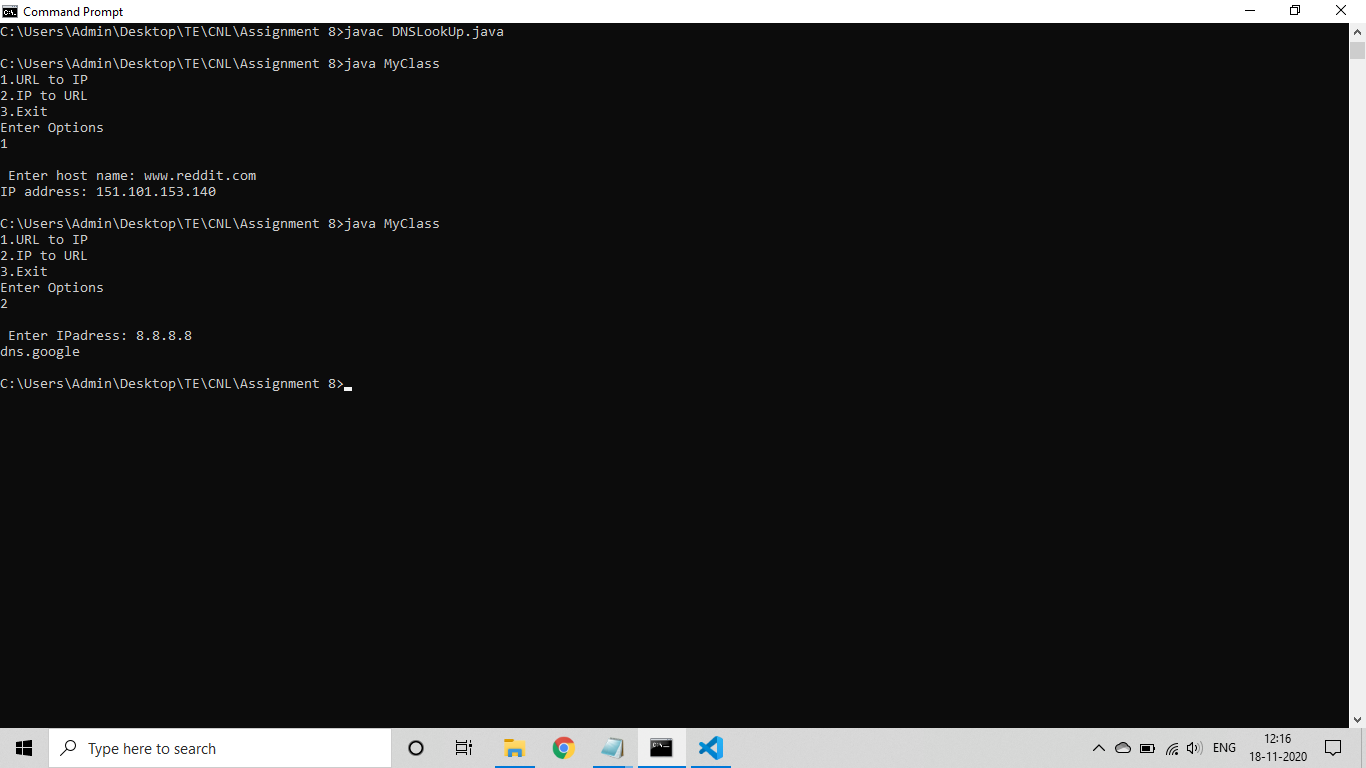 Command Prompt
C:\Users\Admin\Desktop\TE\CNL\Assignment 8>javac DNSLookUp.java
C:\Users\Admin\Desktop\TE\CNL\Assignment 8>java MyClass
1.URL to IP
2.IP to URL
3.Exit
Enter Options
1
Enter host name: www.reddit.com
IP address: 151.101.153.140
C:\Users\Admin\Desktop\TE\CNL\Assignment 8>java MyClass
1.URL to IP
2.IP to URL
3.Exit
Enter Options
2
Enter IPadress: 8.8.8.8
dns.google
C:\Users\Admin\Desktop\TE\CNL\Assignment 8>
Type here to search
ENG
12:16
18-11-2020